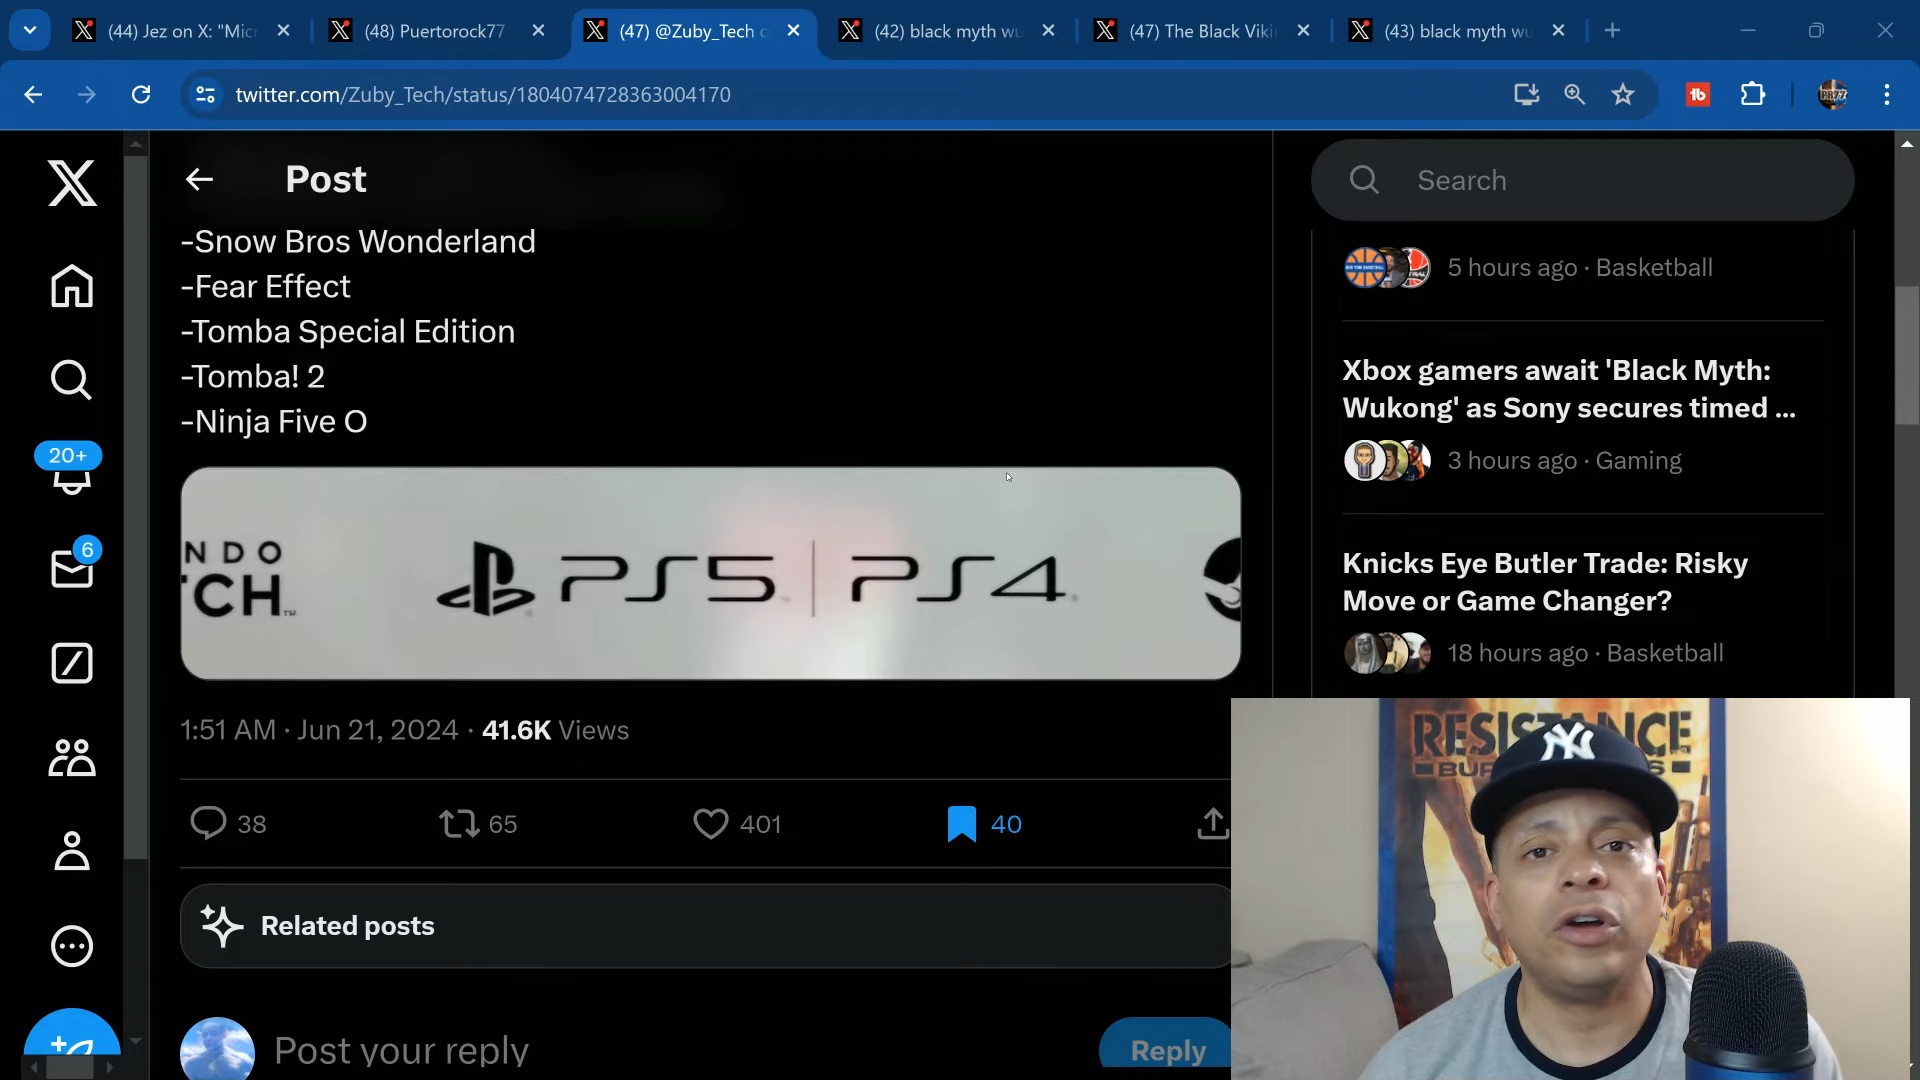 (44) Jez on X: "Mic
(48) Puertorock77
(47) @Zuby_Tech
(42) black myth wu
(47) The Black Viki
(43) black myth wu
twitter.com/Zuby_Tech/status/1804074728363004170
Post
Search
-Snow Bros Wonderland
-Fear Effect
-Tomba Special Edition
-Tomba! 2
-Ninja Five O
NDO
TCH™
PS5 | PS4
1:51 AM · Jun 21, 2024 · 41.6K Views
38
65
401
40
Related posts
Post your reply
Reply
20+
6
5 hours ago · Basketball
Xbox gamers await 'Black Myth:
Wukong' as Sony secures timed ...
3 hours ago · Gaming
Knicks Eye Butler Trade: Risky
Move or Game Changer?
18 hours ago · Basketball
RESISTANCE
NY